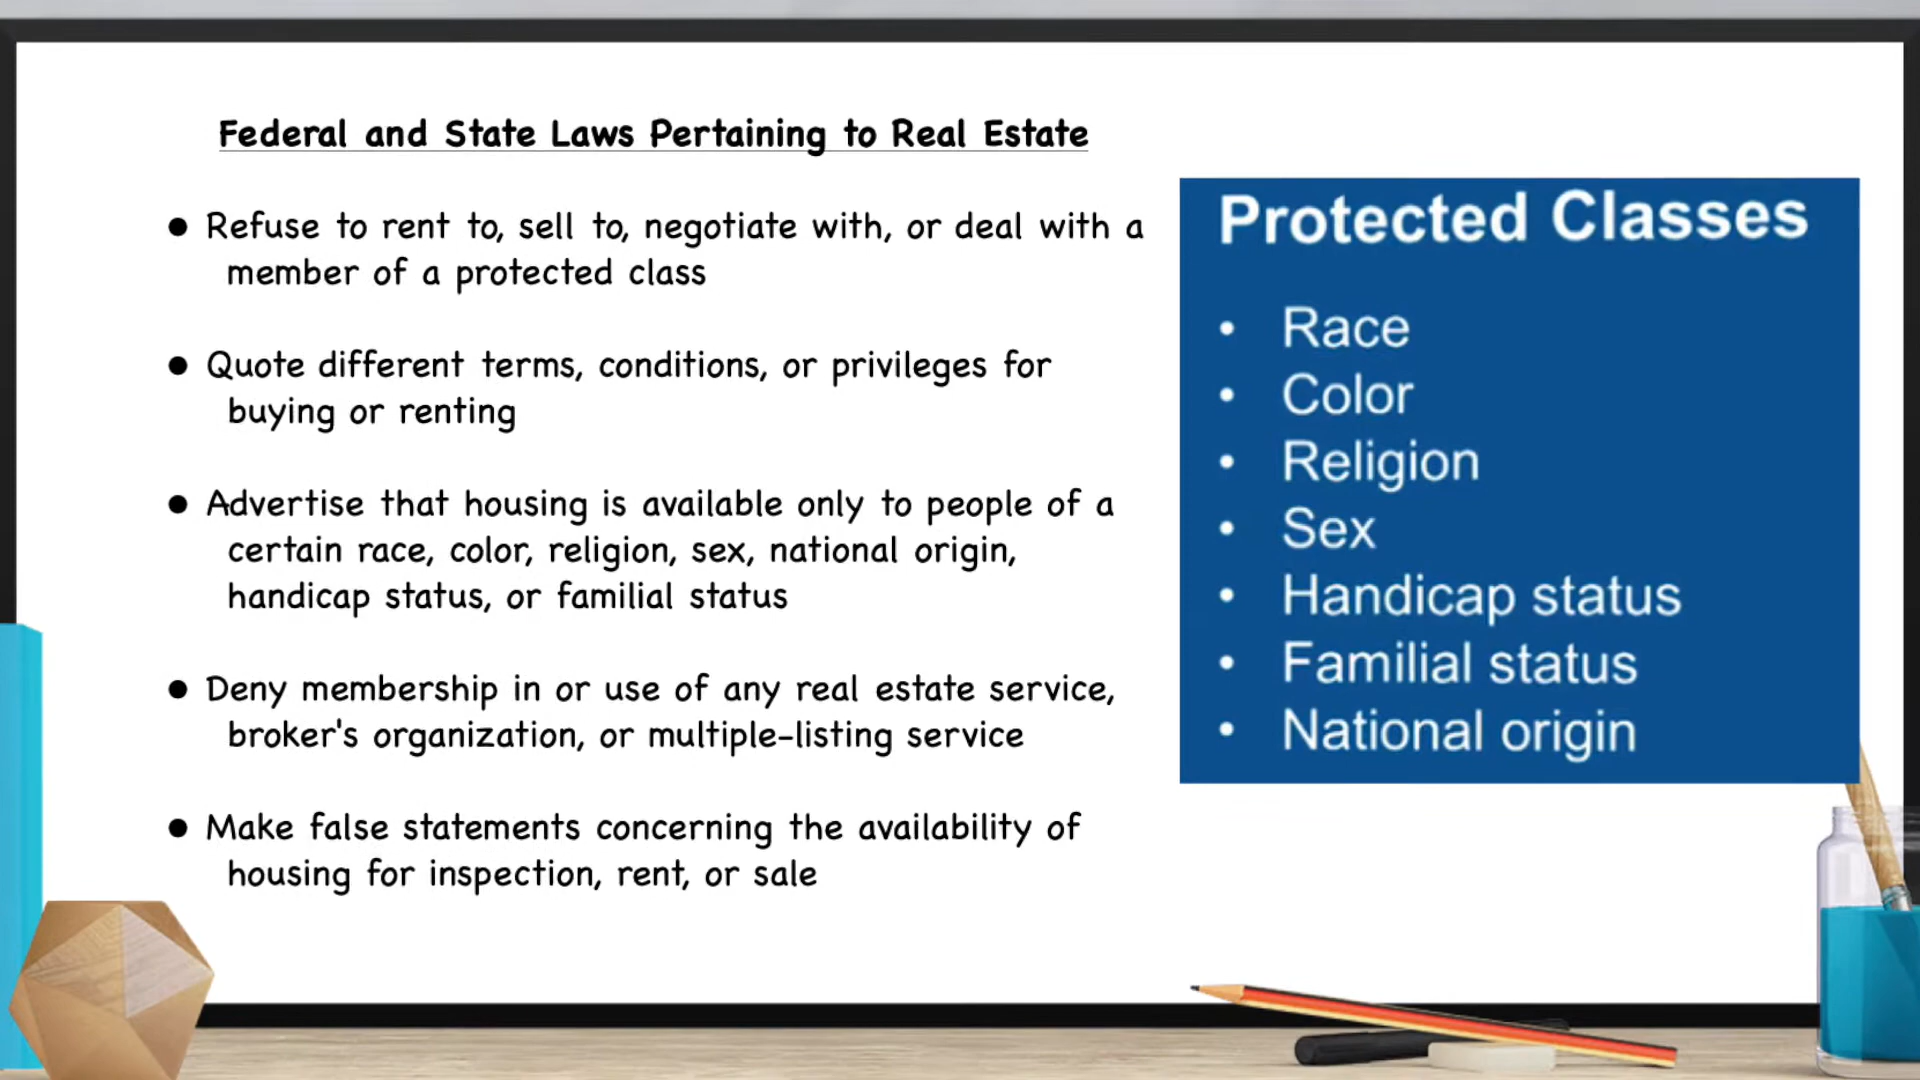 Federal and State Laws Pertaining to Real Estate
● Refuse to rent to, sell to, negotiate with, or deal with a
member of a protected class
● Quote different terms, conditions, or privileges for
buying or renting
● Advertise that housing is available only to people of a
certain race, color, religion, sex, national origin,
handicap status, or familial status
● Deny membership in or use of any real estate service,
broker's organization, or multiple-listing service
● Make false statements concerning the availability of
housing for inspection, rent, or sale
Protected Classes
• Race
• Color
• Religion
• Sex
• Handicap status
• Familial status
• National origin